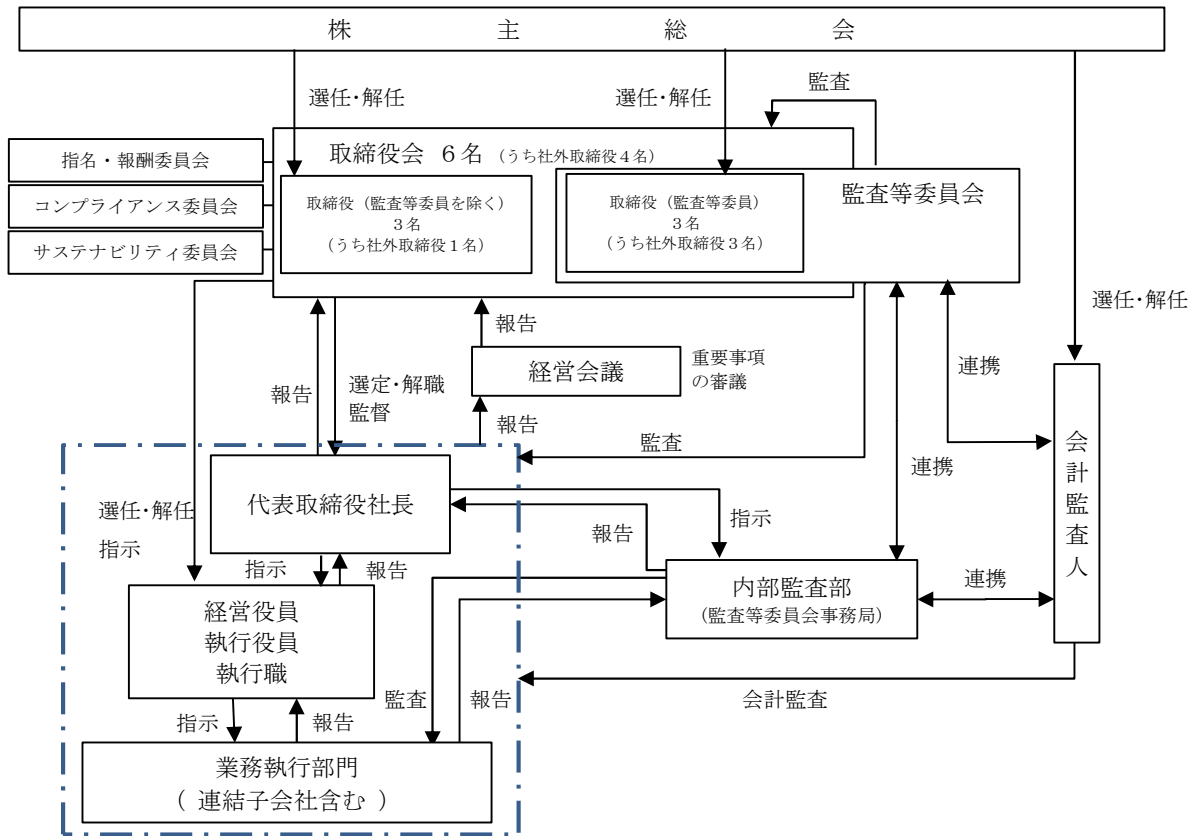 株主総会
選任・解任
選任・解任
監査
取締役会 6名 (うち社外取締役4名)
指名・報酬委員会
コンプライアンス委員会
サステナビリティ委員会
取締役(監査等委員を除く)
3名
(うち社外取締役1名)
取締役(監査等委員)
3名
(うち社外取締役3名)
監査等委員会
選任・解任
報告
経営会議
重要事項
の審議
連携
報告
選定・解職
監督
報告
監査
連携
会計監査人
代表取締役社長
選任・解任
指示
指示
報告
指示
報告
内部監査部
(監査等委員会事務局)
連携
経営役員
執行役員
執行職
指示
報告
監査
報告
会計監査
業務執行部門
( 連結子会社含む )